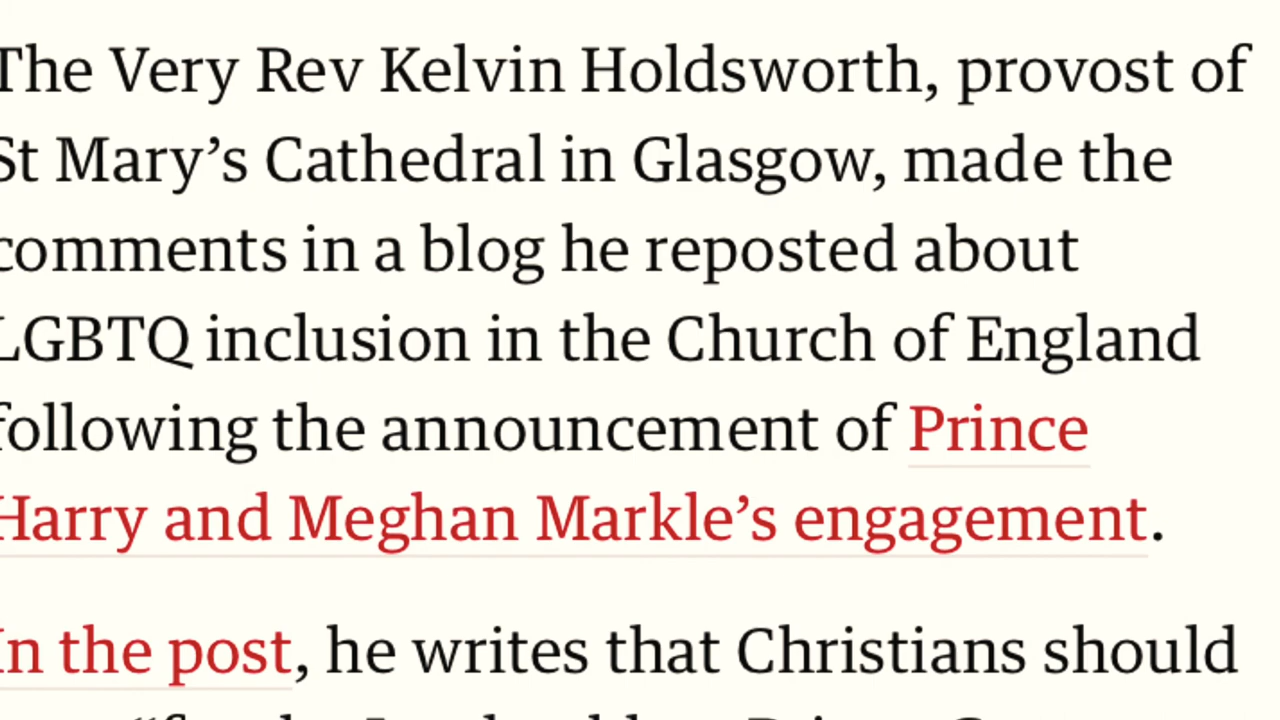 The Very Rev Kelvin Holdsworth, provost of
St Mary’s Cathedral in Glasgow, made the
comments in a blog he reposted about
LGBTQ inclusion in the Church of England
following the announcement of Prince
Harry and Meghan Markle’s engagement.
In the post, he writes that Christians should